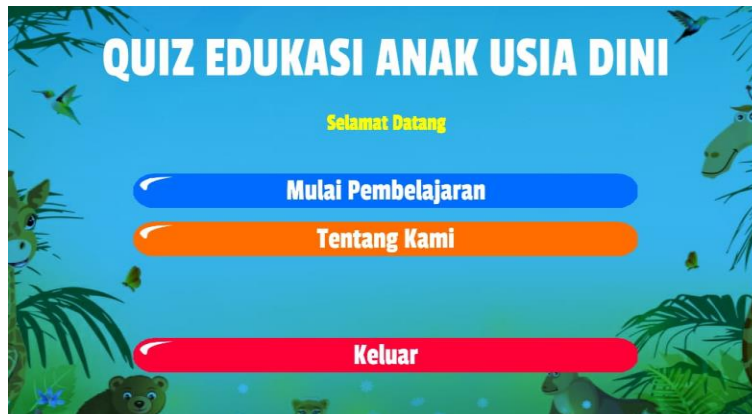 QUIZ EDUKASI ANAK USIA DINI
Selamat Datang
Mulai Pembelajaran
Tentang Kami
Keluar